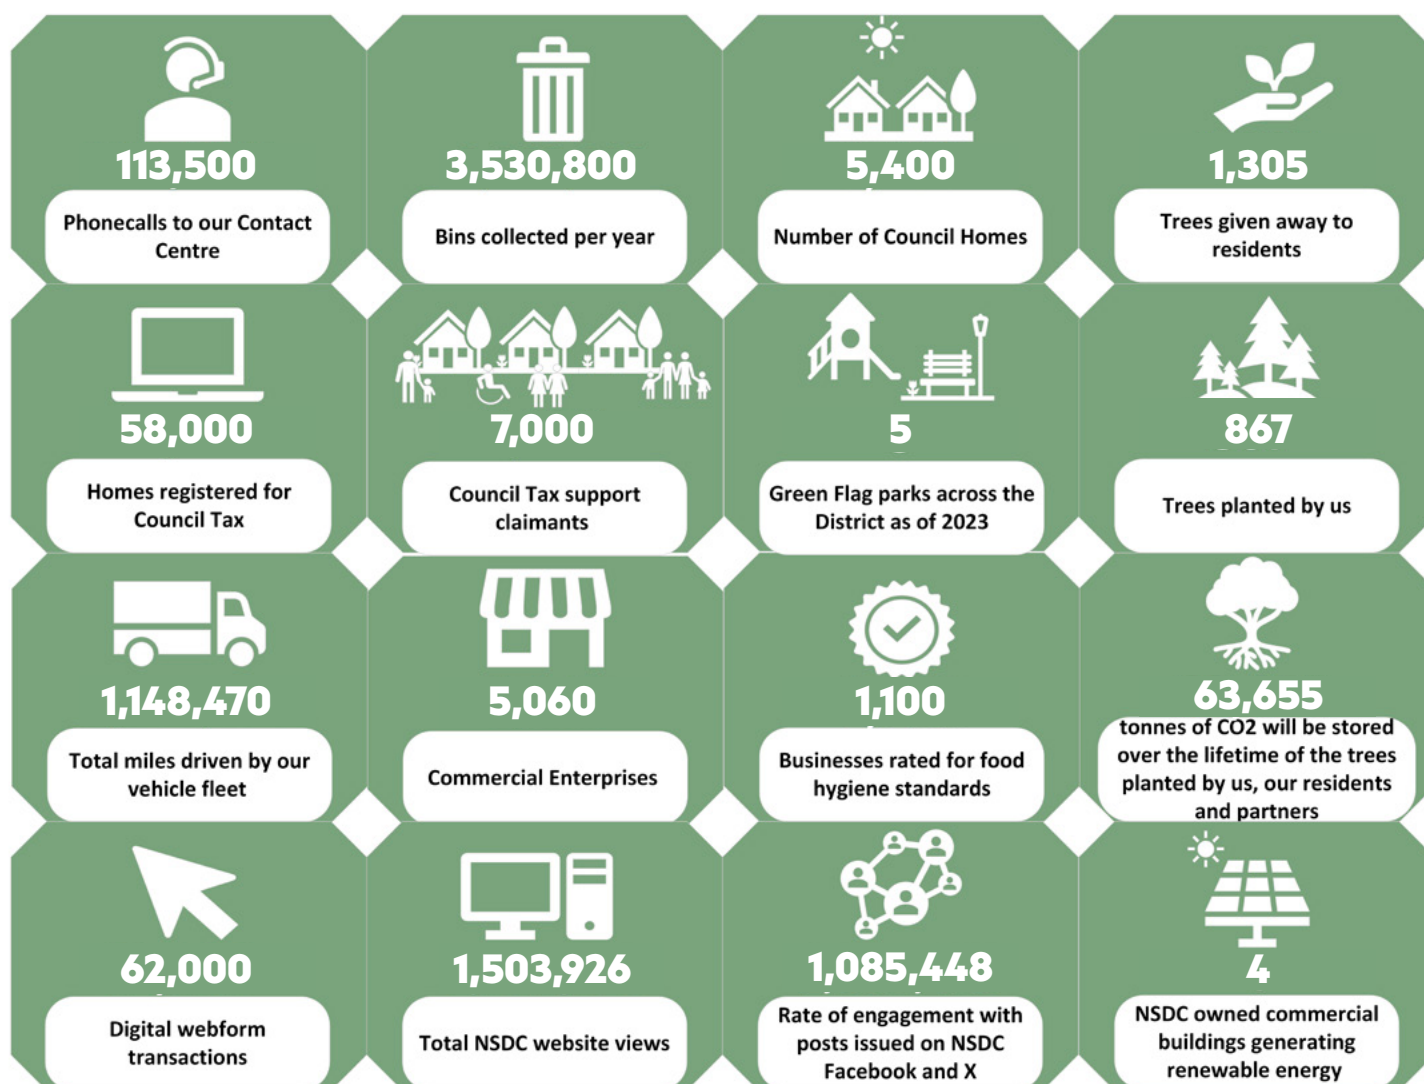 113,500
Phonecalls to our Contact
Centre
3,530,800
Bins collected per year
5,400
Number of Council Homes
1,305
Trees given away to
residents
58,000
Homes registered for
Council Tax
7,000
Council Tax support
claimants
5
Green Flag parks across the
District as of 2023
867
Trees planted by us
1,148,470
Total miles driven by our
vehicle fleet
5,060
Commercial Enterprises
1,100
Businesses rated for food
hygiene standards
63,655
tonnes of CO2 will be stored
over the lifetime of the trees
planted by us, our residents
and partners
62,000
Digital webform
transactions
1,503,926
Total NSDC website views
1,085,448
Rate of engagement with
posts issued on NSDC
Facebook and X
4
NSDC owned commercial
buildings generating
renewable energy